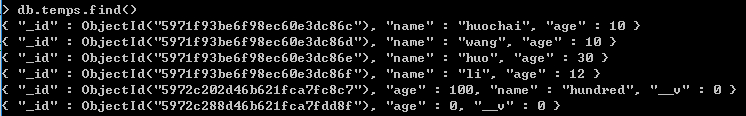 > db.temps.find()
{ "_id" : ObjectId("5971f93be6f98ec60e3dc86c"), "name" : "huochai", "age" : 10 }
{ "_id" : ObjectId("5971f93be6f98ec60e3dc86d"), "name" : "wang", "age" : 10 }
{ "_id" : ObjectId("5971f93be6f98ec60e3dc86e"), "name" : "huo", "age" : 30 }
{ "_id" : ObjectId("5971f93be6f98ec60e3dc86f"), "name" : "li", "age" : 12 }
{ "_id" : ObjectId("5972c202d46b621fca7fc8c7"), "age" : 100, "name" : "hundred", "__v" : 0 }
{ "_id" : ObjectId("5972c288d46b621fca7fdd8f"), "age" : 0, "__v" : 0 }